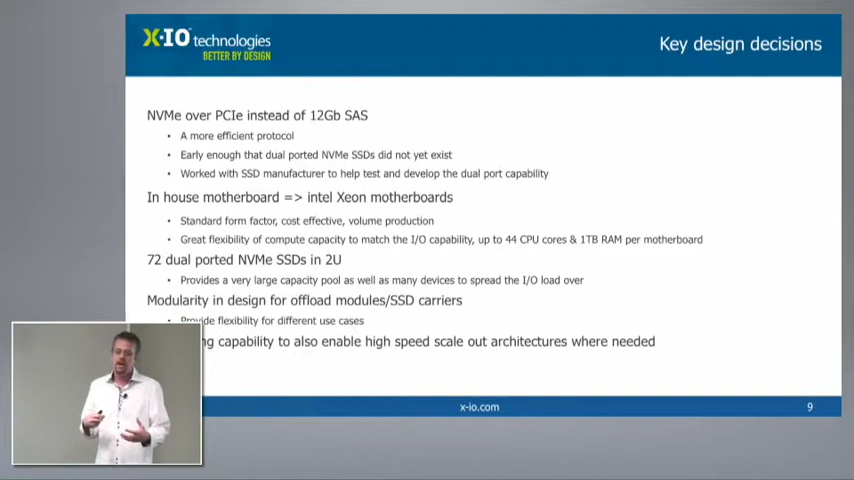 X-IO technologies
BETTER BY DESIGN
Key design decisions
NVMe over PCIe instead of 12Gb SAS
• A more efficient protocol
• Early enough that dual ported NVMe SSDs did not yet exist
• Worked with SSD manufacturer to help test and develop the dual port capability
In house motherboard => intel Xeon motherboards
• Standard form factor, cost effective, volume production
• Great flexibility of compute capacity to match the I/O capability, up to 44 CPU cores & 1TB RAM per motherboard
72 dual ported NVMe SSDs in 2U
• Provides a very large capacity pool as well as many devices to spread the I/O load over
Modularity in design for offload modules/SSD carriers
• Provide flexibility for different use cases
capability to also enable high speed scale out architectures where needed
x-io.com
9